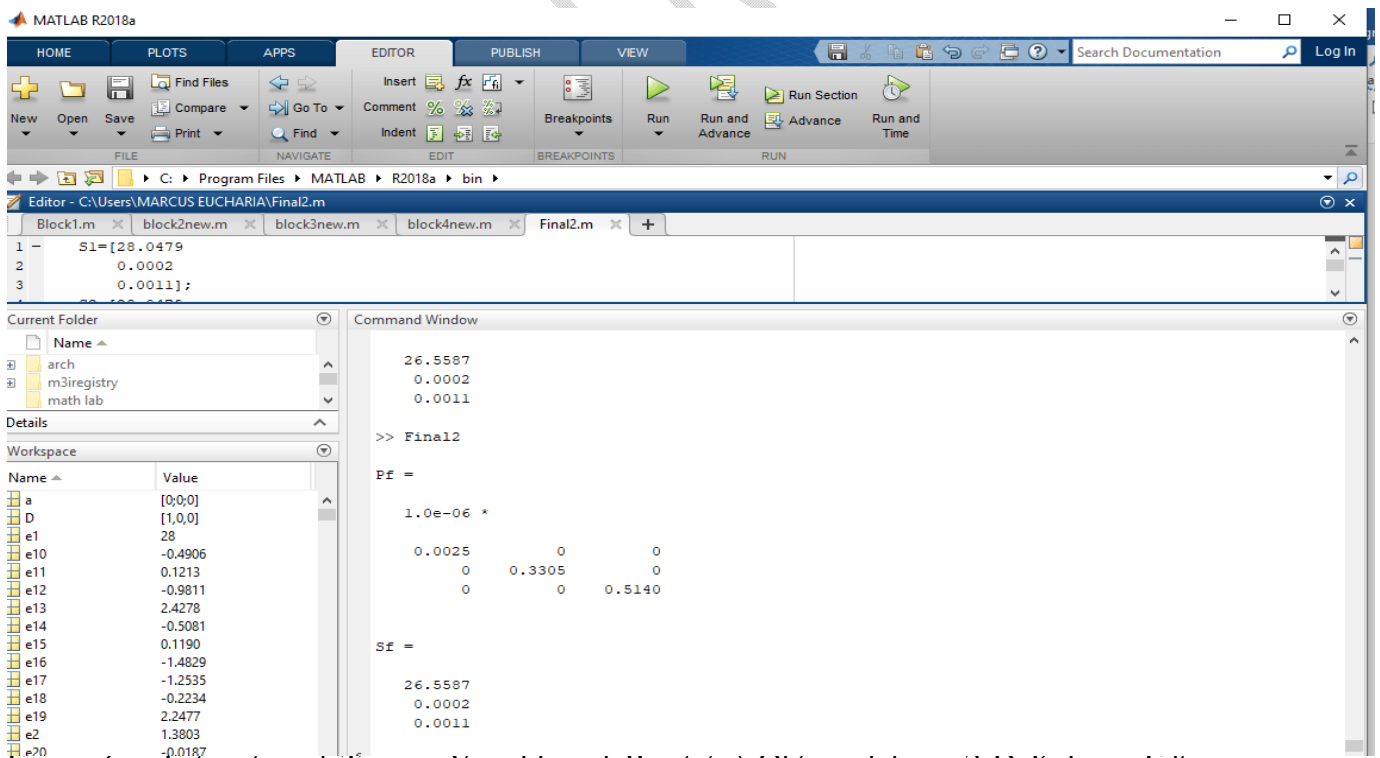 MATLAB R2018a
HOME PLOTS APPS EDITOR PUBLISH VIEW Search Documentation Log In
New Open Save Find Files Compare Print
FILE
Go To Find
NAVIGATE
Insert fx
Comment
Indent
EDIT
Breakpoints
BREAKPOINTS
Run Run and Advance Run Section Advance Run and Time
RUN
C: Program Files MATLAB R2018a bin
Editor - C:\Users\MARCUS EUCHARIA\Final2.m
Block1.m block2new.m block3new.m block4new.m Final2.m
1 - S1=[28.0479
2 0.0002
3 0.0011];
Current Folder
Name
arch
m3iregistry
math lab
Details
Workspace
Name Value
a [0;0;0]
D [1,0,0]
e1 28
e10 -0.4906
e11 0.1213
e12 -0.9811
e13 2.4278
e14 -0.5081
e15 0.1190
e16 -1.4829
e17 -1.2535
e18 -0.2234
e19 2.2477
e2 1.3803
e20 -0.0187
Command Window
26.5587
0.0002
0.0011
>> Final2
Pf =
1.0e-06 *
0.0025 0 0
0 0.3305 0
0 0 0.5140
Sf =
26.5587
0.0002
0.0011